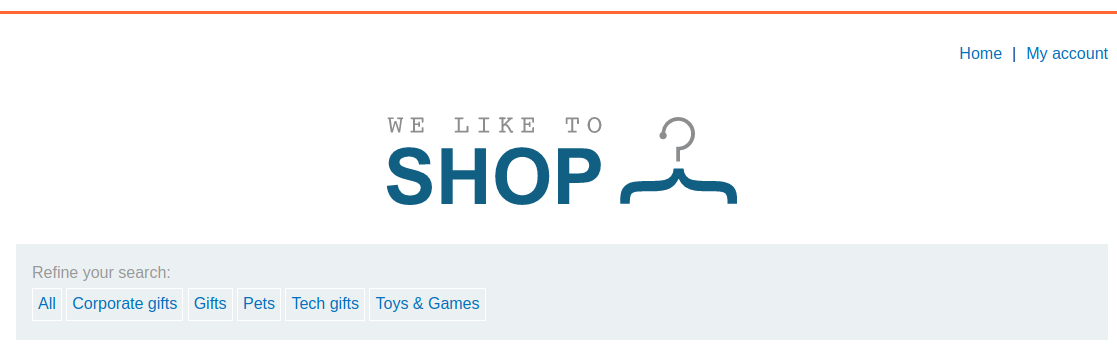 Home | My account
WE LIKE TO
SHOP
Refine your search:
All Corporate gifts Gifts Pets Tech gifts Toys & Games